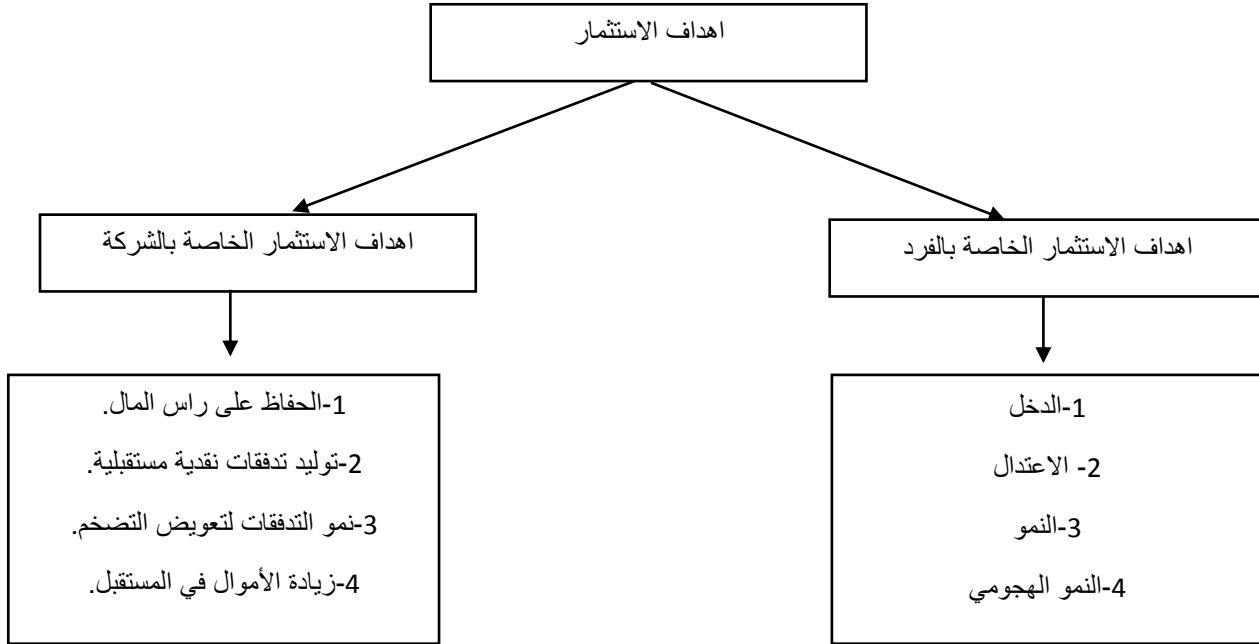 اهداف الاستثمار
اهداف الاستثمار الخاصة بالفرد
اهداف الاستثمار الخاصة بالشركة
1-الدخل
2- الاعتدال
3-النمو
4-النمو الهجومي
1-الحفاظ على راس المال.
2-توليد تدفقات نقدية مستقبلية.
3-نمو التدفقات لتعويض التضخم.
4-زيادة الأموال في المستقبل.